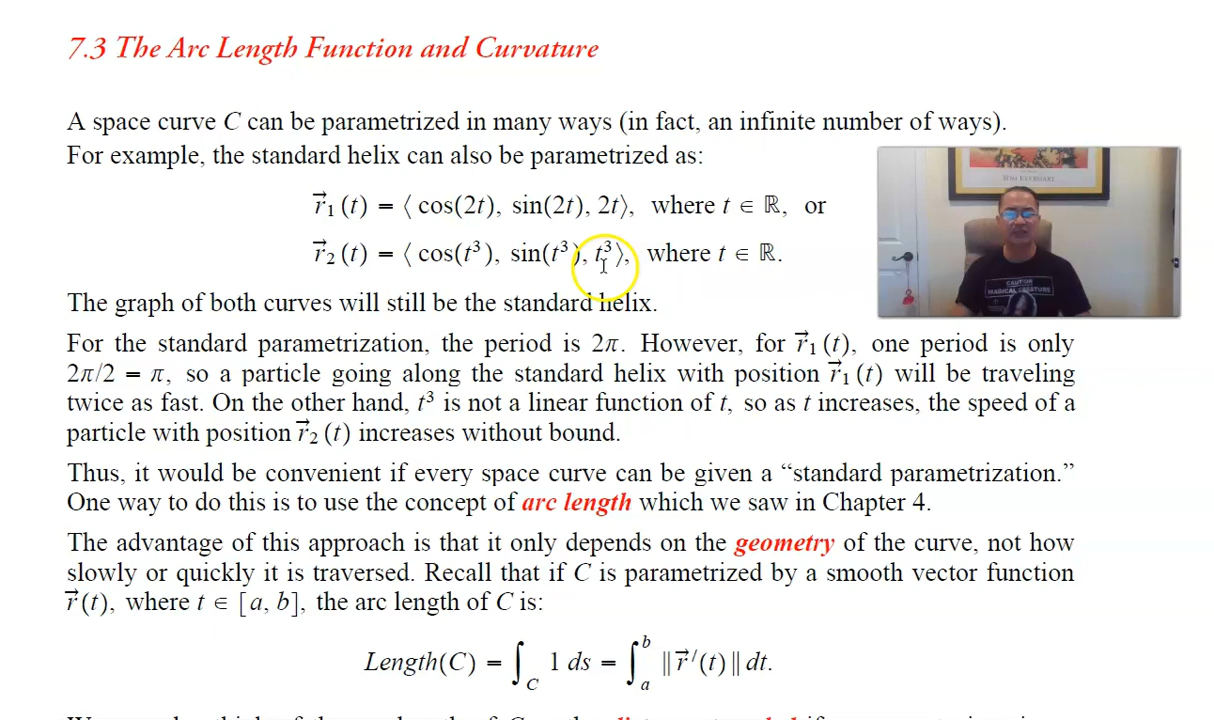 7.3 The Arc Length Function and Curvature
A space curve C can be parametrized in many ways (in fact, an infinite number of ways).
For example, the standard helix can also be parametrized as:
r⃗₁(t) = ⟨ cos(2t), sin(2t), 2t⟩, where t ∈ ℝ, or
r⃗₂(t) = ⟨ cos(t³), sin(t³), t³⟩, where t ∈ ℝ.
The graph of both curves will still be the standard helix.
For the standard parametrization, the period is 2π. However, for r⃗₁(t), one period is only
2π/2 = π, so a particle going along the standard helix with position r⃗₁(t) will be traveling
twice as fast. On the other hand, t³ is not a linear function of t, so as t increases, the speed of a
particle with position r⃗₂(t) increases without bound.
Thus, it would be convenient if every space curve can be given a “standard parametrization.”
One way to do this is to use the concept of arc length which we saw in Chapter 4.
The advantage of this approach is that it only depends on the geometry of the curve, not how
slowly or quickly it is traversed. Recall that if C is parametrized by a smooth vector function
r⃗(t), where t ∈ [a, b], the arc length of C is:
Length(C) = ∫_C 1 ds = ∫_a^b ‖r⃗ ′(t)‖ dt.
CAUTION
MAGICAL CREATURE